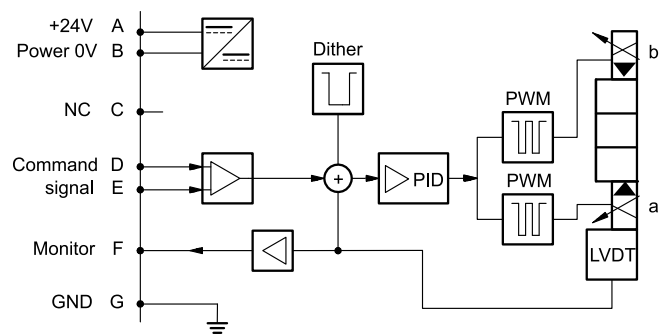 +24V A
Power 0V B
Dither
b
PWM
NC C
Command D
signal E
PID
+
PWM
a
Monitor F
LVDT
GND G